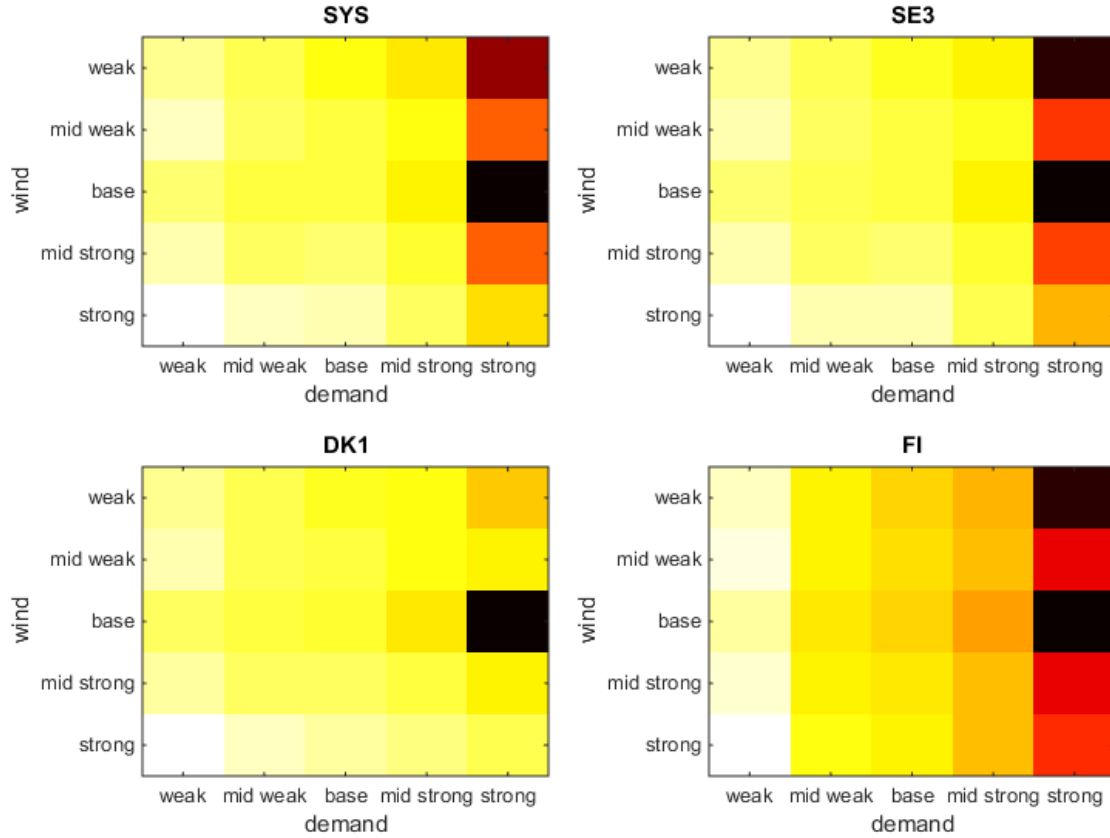 SYS
weak
mid weak
base
mid strong
strong
wind
weak mid weak base mid strong strong
demand
SE3
weak
mid weak
base
mid strong
strong
wind
weak mid weak base mid strong strong
demand
DK1
weak
mid weak
base
mid strong
strong
wind
weak mid weak base mid strong strong
demand
FI
weak
mid weak
base
mid strong
strong
wind
weak mid weak base mid strong strong
demand